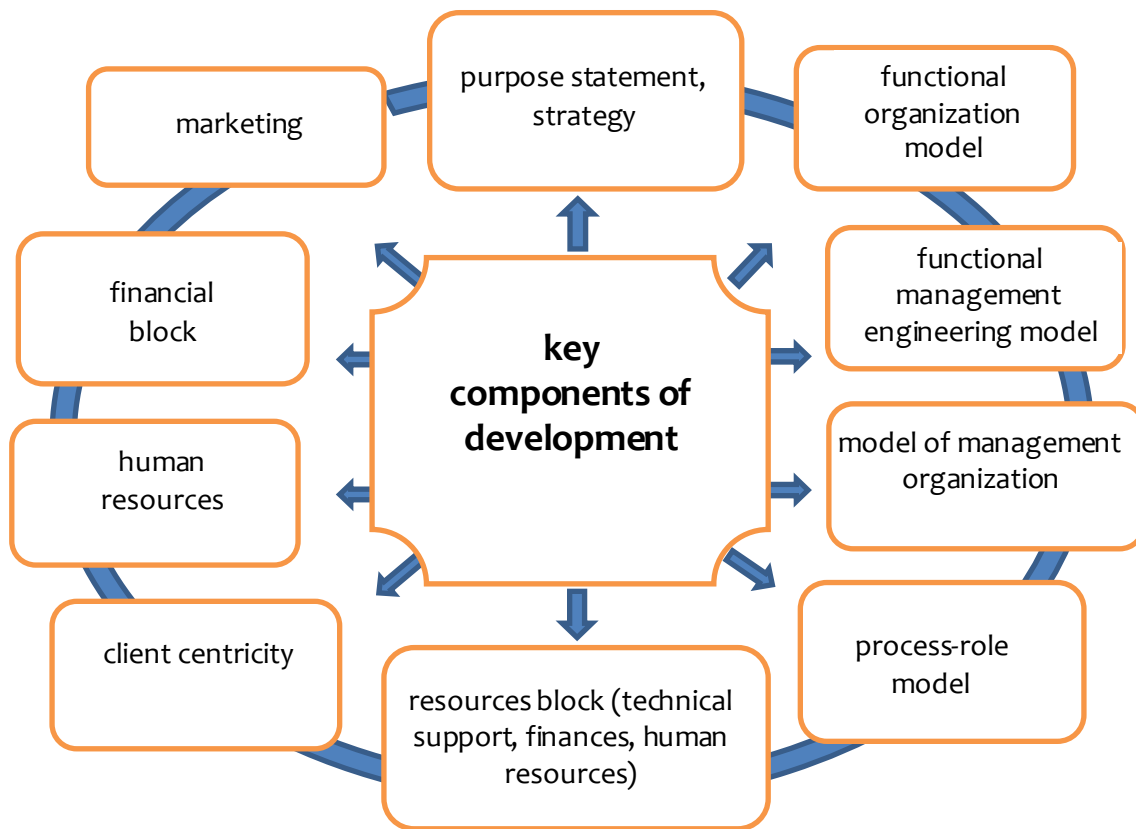 purpose statement,
strategy
functional
organization
model
functional
management
engineering model
model of management
organization
process-role
model
resources block (technical
support, finances, human
resources)
client centricity
human
resources
financial
block
marketing
key
components of
development